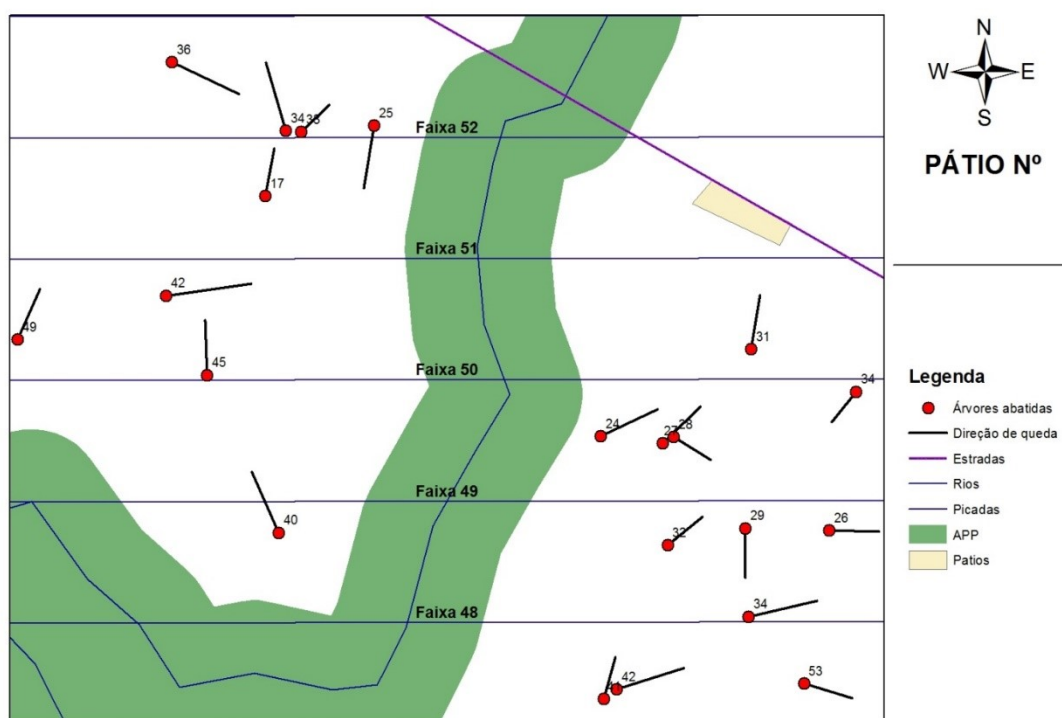 36
34
33
25
Faixa 52
17
Faixa 51
42
49
45
31
Faixa 50
34
24
27
28
Faixa 49
40
32
29
26
34
Faixa 48
42
53
N
W
E
S
PÁTIO Nº
Legenda
Árvores abatidas
Direção de queda
Estradas
Rios
Picadas
APP
Patios